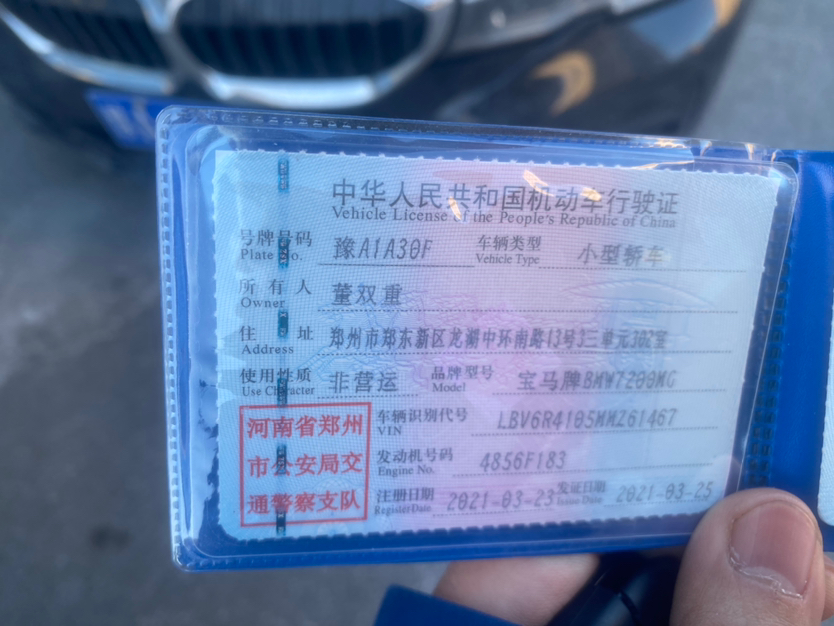 中华人民共和国机动车行驶证
Vehicle License of the People's Republic of China
号牌号码 豫A1A30F 车辆类型 小型轿车
Plate No. Vehicle Type
所有人 董双重
Owner
住址 郑州市郑东新区龙湖中环南路13号3三单元302室
Address
使用性质 非营运 品牌型号 宝马牌BMW7200MG
Use Character Model
河南省郑州 车辆识别代号 LBV6R4105MMZ61467
VIN
市公安局交 发动机号码 4856F183
Engine No.
通警察支队 注册日期 2021-03-23 发证日期 2021-03-25
Register Date Issue Date